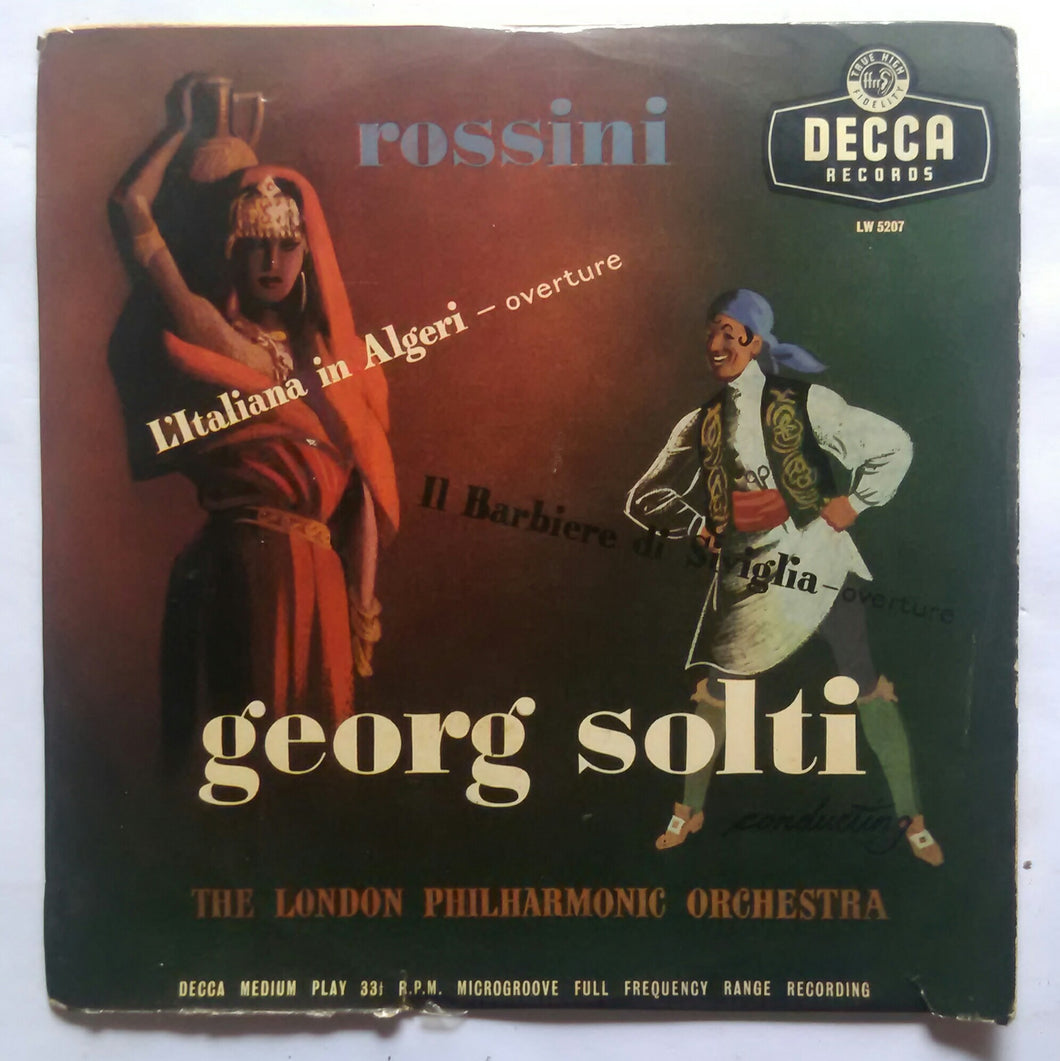 rossini
TRUE HIGH
ffrr
FIDELITY
DECCA
RECORDS
LW 5207
L'Italiana in Algeri – overture
Il Barbiere di Siviglia – overture
georg solti
conducting
THE LONDON PHILHARMONIC ORCHESTRA
DECCA MEDIUM PLAY 33⅓ R.P.M. MICROGROOVE FULL FREQUENCY RANGE RECORDING